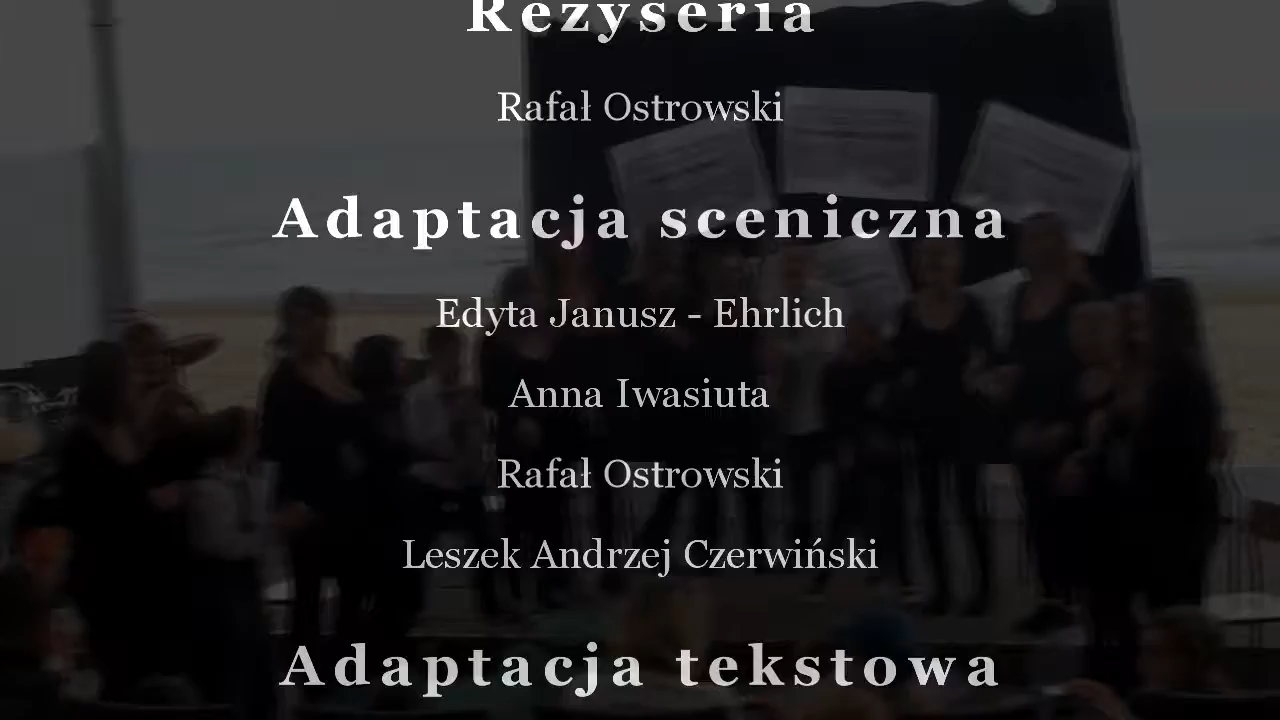 Reżyseria
Rafał Ostrowski
Adaptacja sceniczna
Edyta Janusz - Ehrlich
Anna Iwasiuta
Rafał Ostrowski
Leszek Andrzej Czerwiński
Adaptacja tekstowa